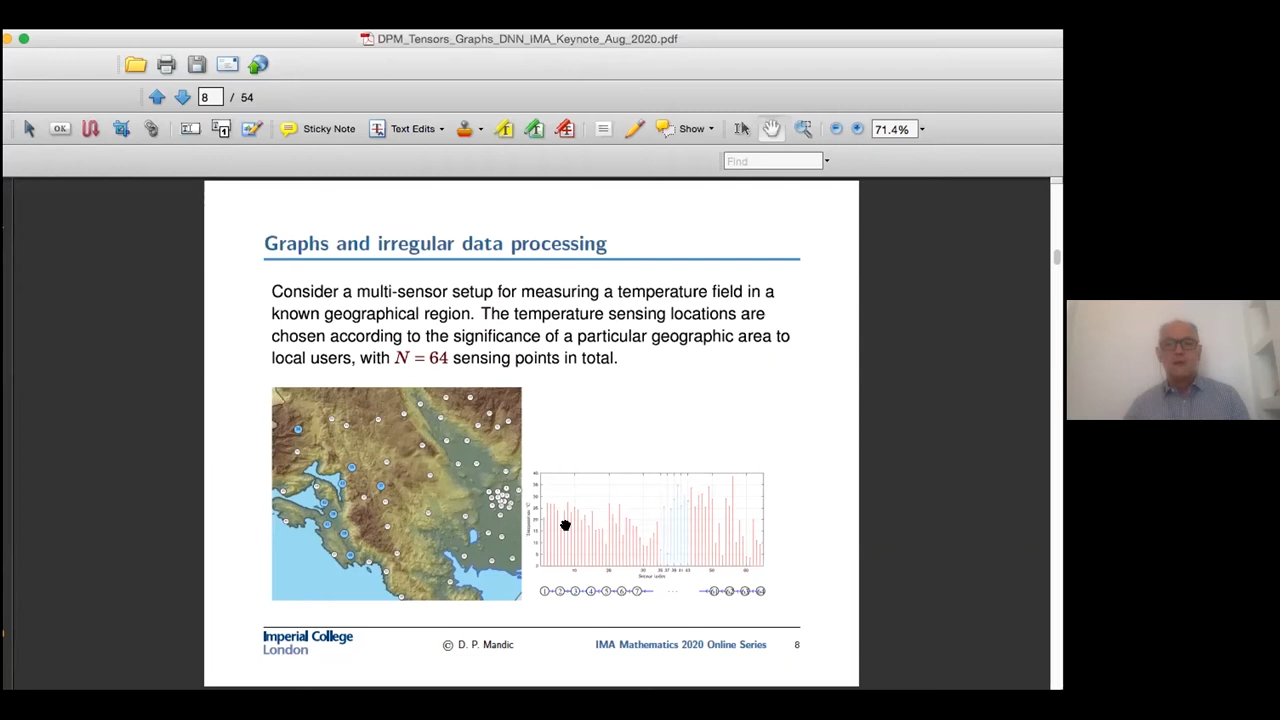 DPM_Tensors_Graphs_DNN_IMA_Keynote_Aug_2020.pdf
8 / 54
OK Sticky Note Text Edits Show 71.4%
Find
Graphs and irregular data processing
Consider a multi-sensor setup for measuring a temperature field in a
known geographical region. The temperature sensing locations are
chosen according to the significance of a particular geographic area to
local users, with N = 64 sensing points in total.
Imperial College
London
© D. P. Mandic
IMA Mathematics 2020 Online Series
8